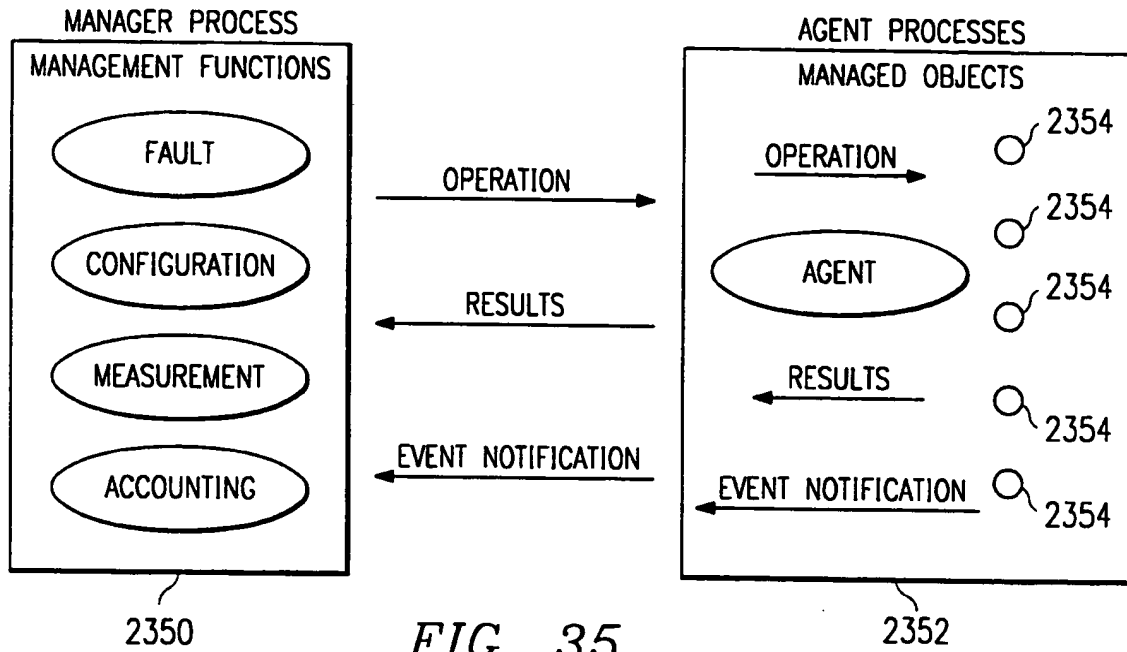 MANAGER PROCESS
MANAGEMENT FUNCTIONS
FAULT
CONFIGURATION
MEASUREMENT
ACCOUNTING
2350
OPERATION
RESULTS
EVENT NOTIFICATION
AGENT PROCESSES
MANAGED OBJECTS
OPERATION
AGENT
RESULTS
EVENT NOTIFICATION
2354
2354
2354
2354
2354
2352
FIG. 35